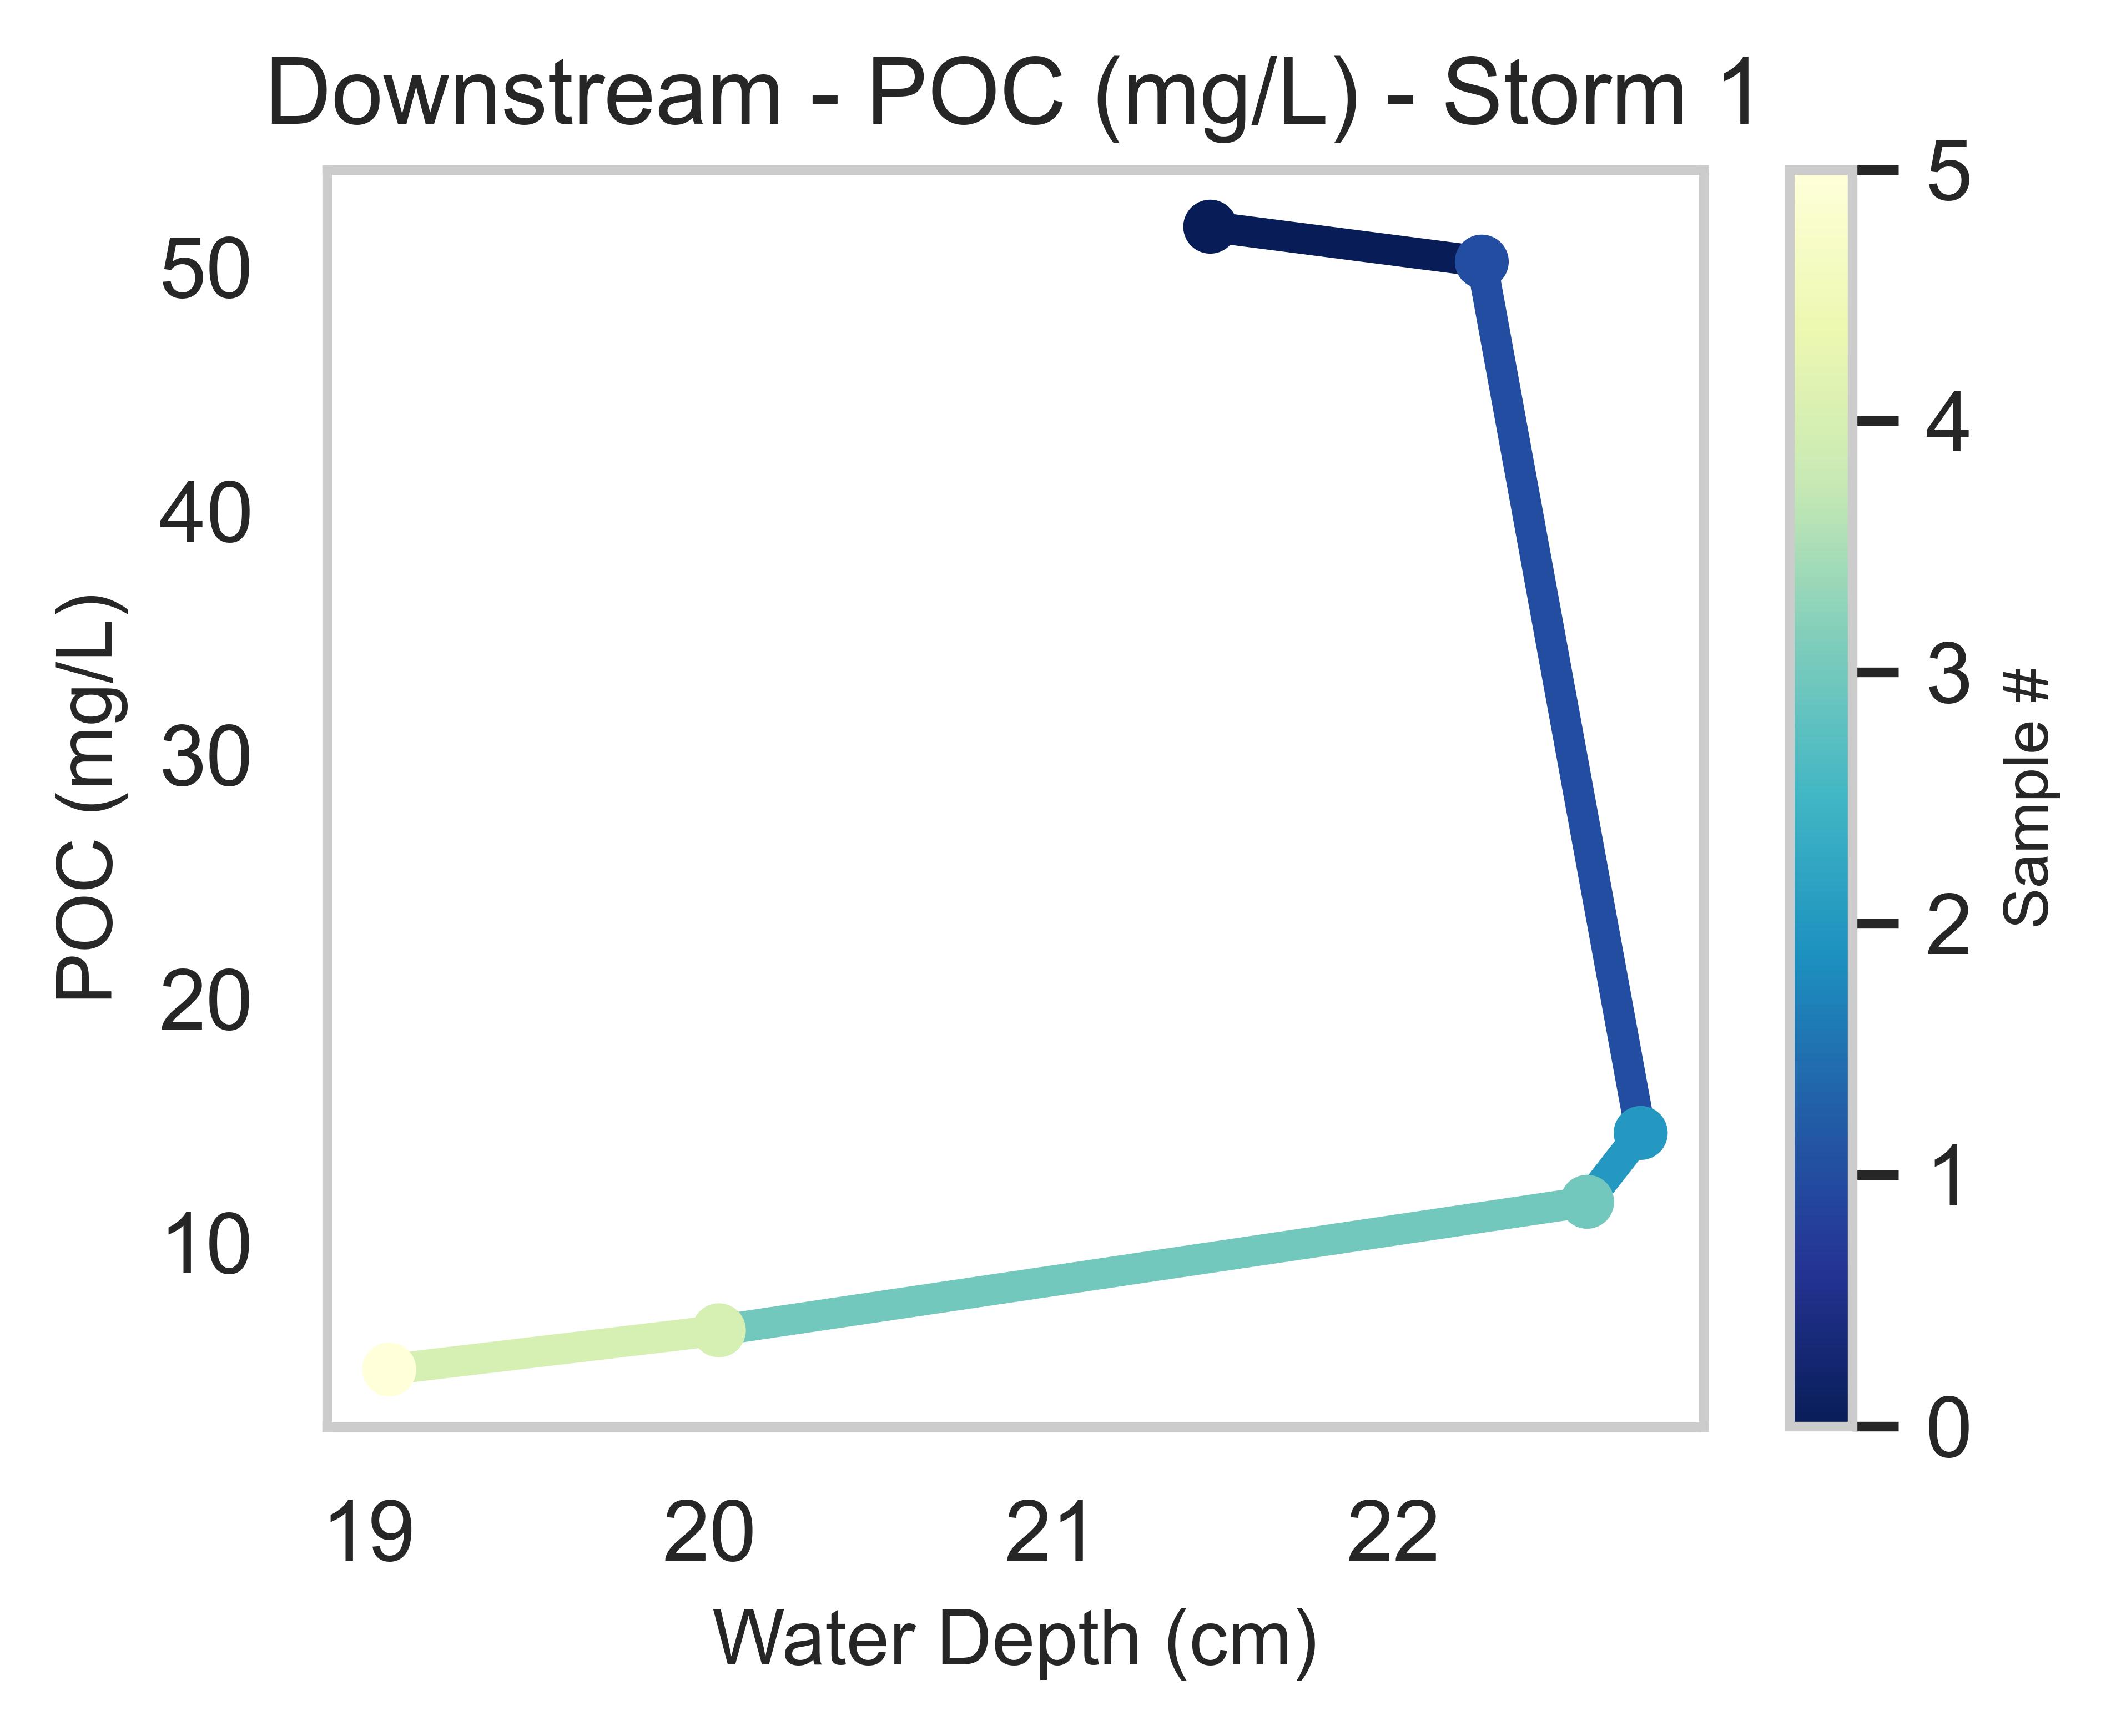 Downstream - POC (mg/L) - Storm 1
POC (mg/L)
50
40
30
20
10
19 20 21 22
Water Depth (cm)
5
4
3
2
1
0
Sample #